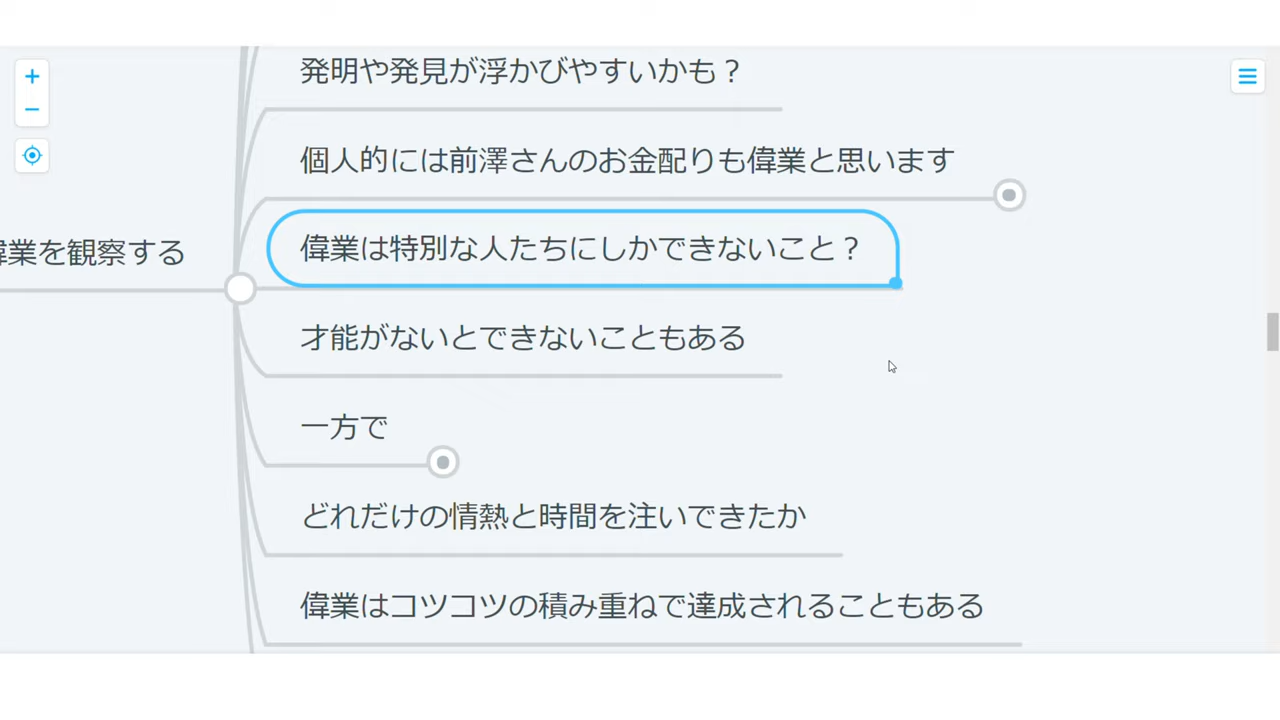 発明や発見が浮かびやすいかも？
個人的には前澤さんのお金配りも偉業と思います
業を観察する
偉業は特別な人たちにしかできないこと？
才能がないとできないこともある
一方で
どれだけの情熱と時間を注いできたか
偉業はコツコツの積み重ねで達成されることもある